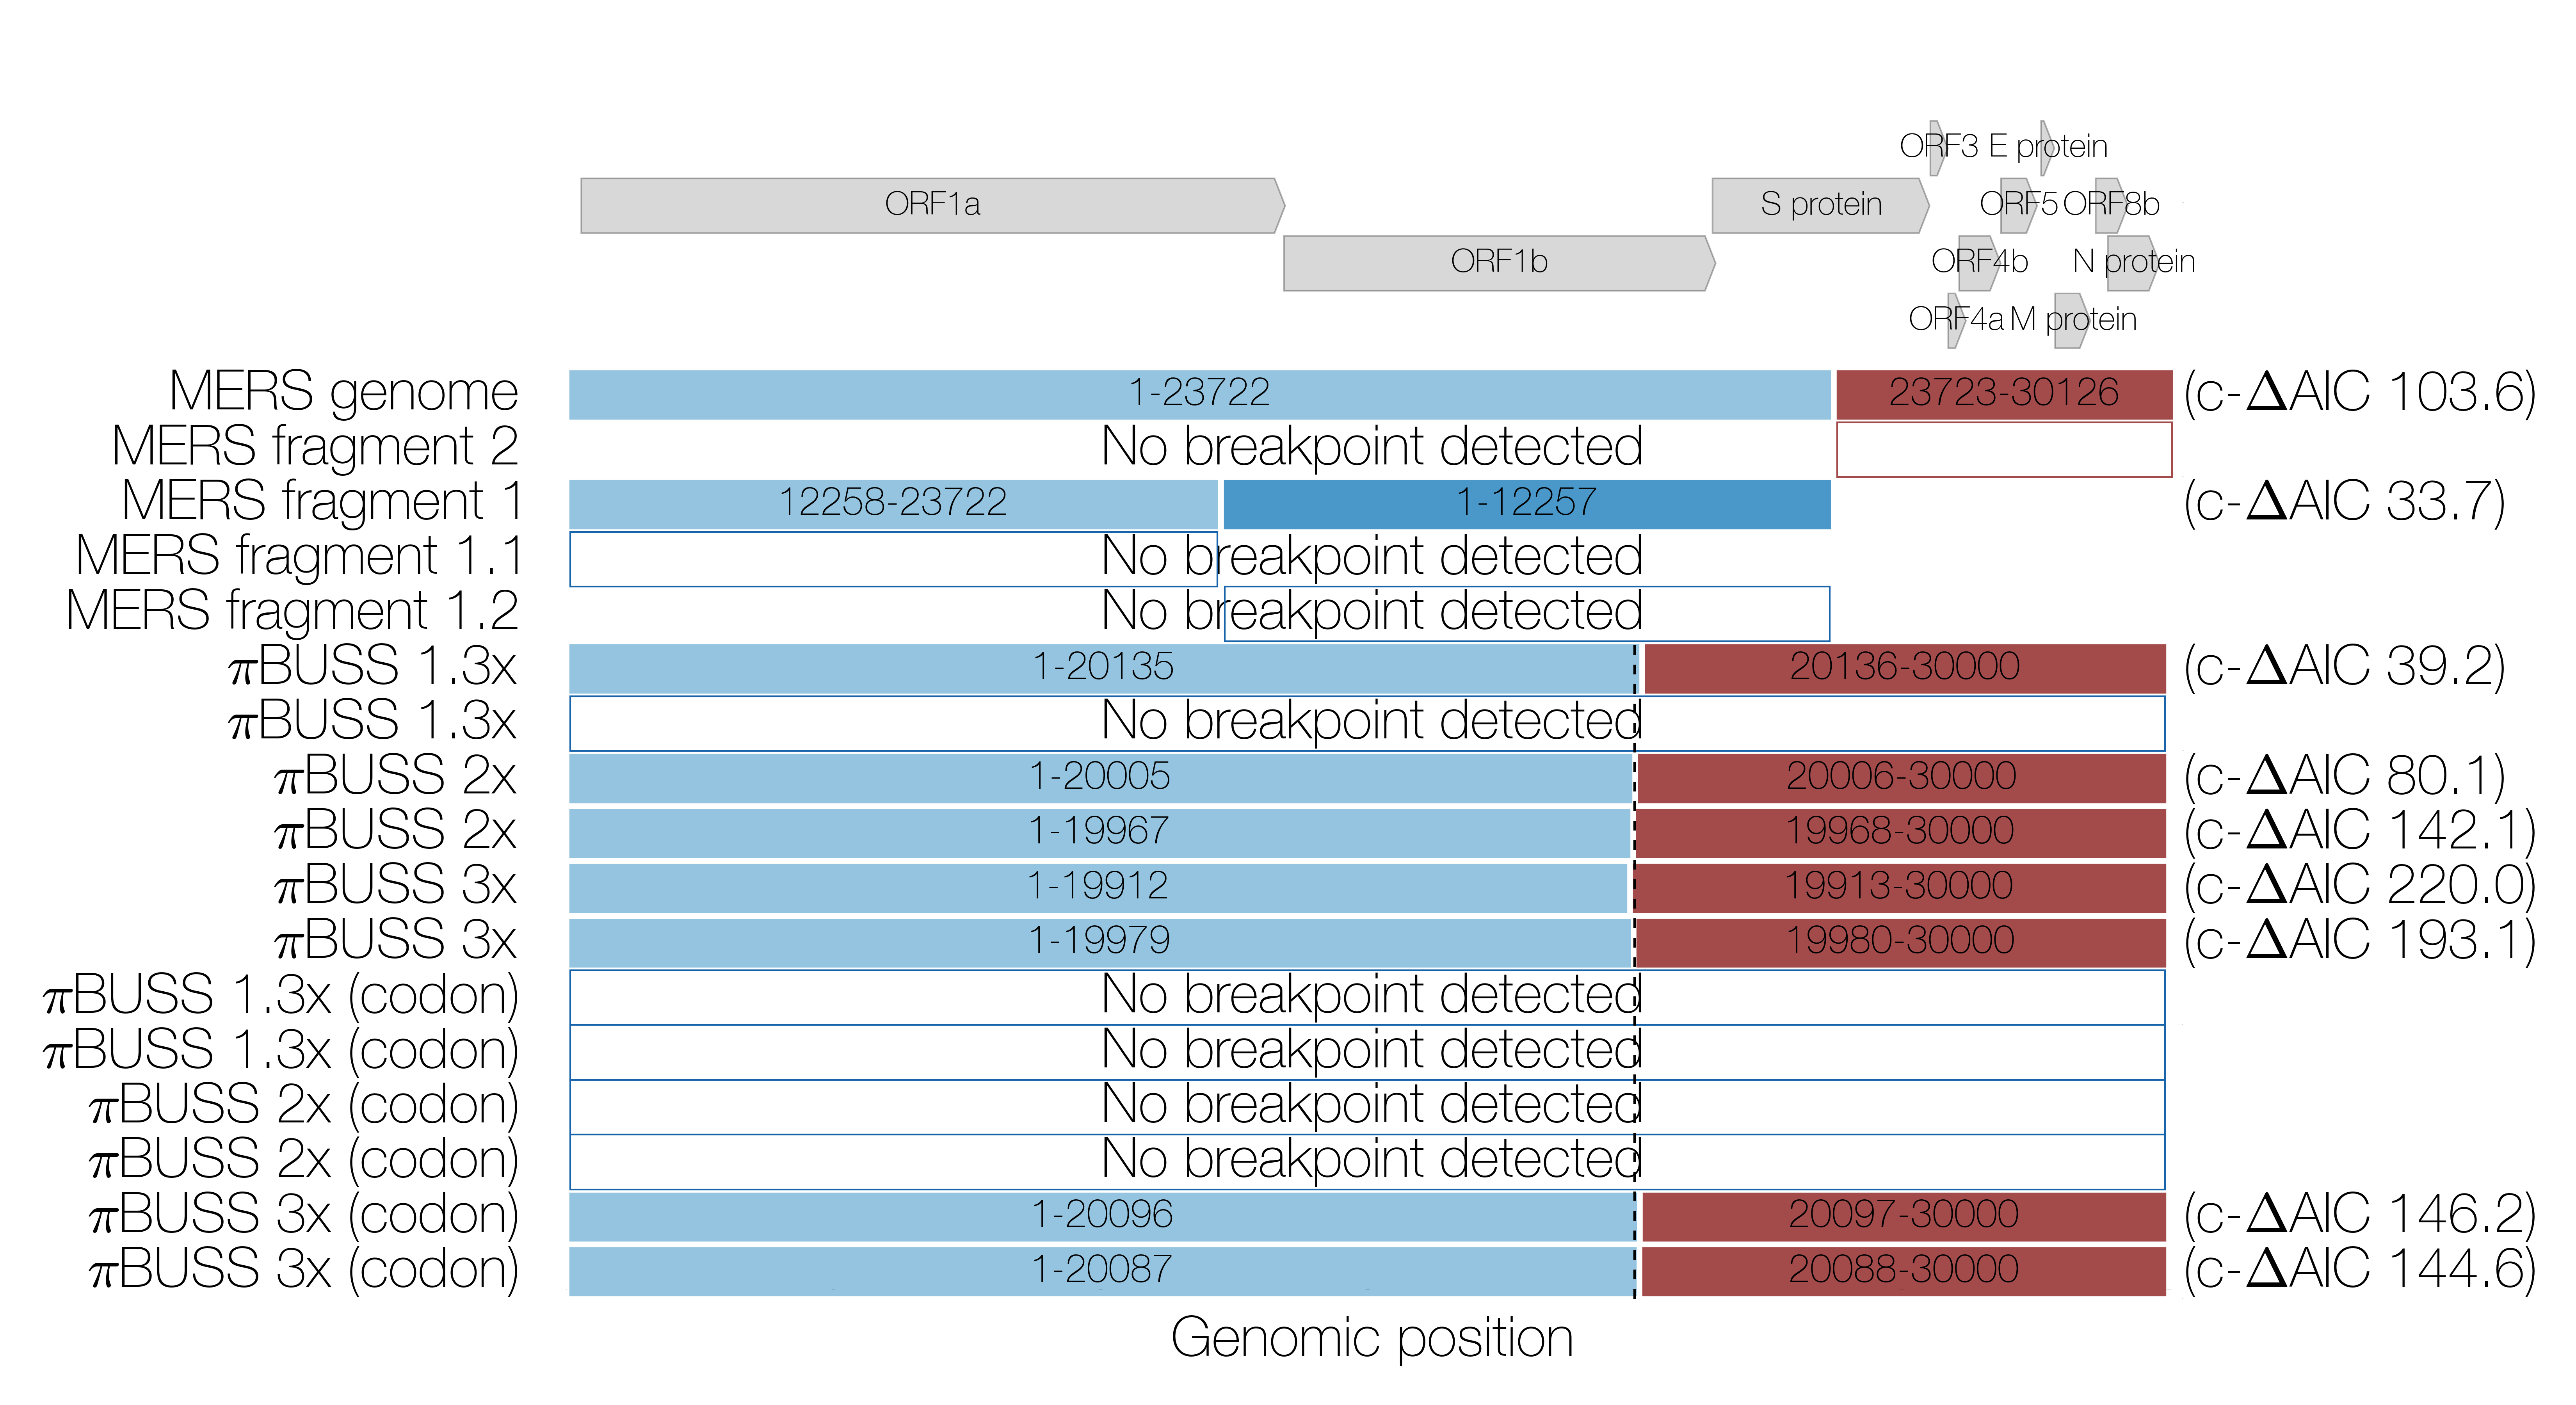 ORF3 E protein
ORF1a S protein ORF5 ORF8b
ORF1b ORF4b N protein
ORF4a M protein
MERS genome 1-23722 23723-30126 (c-ΔAIC 103.6)
MERS fragment 2 No breakpoint detected
MERS fragment 1 12258-23722 1-12257 (c-ΔAIC 33.7)
MERS fragment 1.1 No breakpoint detected
MERS fragment 1.2 No breakpoint detected
πBUSS 1.3x 1-20135 20136-30000 (c-ΔAIC 39.2)
πBUSS 1.3x No breakpoint detected
πBUSS 2x 1-20005 20006-30000 (c-ΔAIC 80.1)
πBUSS 2x 1-19967 19968-30000 (c-ΔAIC 142.1)
πBUSS 3x 1-19912 19913-30000 (c-ΔAIC 220.0)
πBUSS 3x 1-19979 19980-30000 (c-ΔAIC 193.1)
πBUSS 1.3x (codon) No breakpoint detected
πBUSS 1.3x (codon) No breakpoint detected
πBUSS 2x (codon) No breakpoint detected
πBUSS 2x (codon) No breakpoint detected
πBUSS 3x (codon) 1-20096 20097-30000 (c-ΔAIC 146.2)
πBUSS 3x (codon) 1-20087 20088-30000 (c-ΔAIC 144.6)
Genomic position